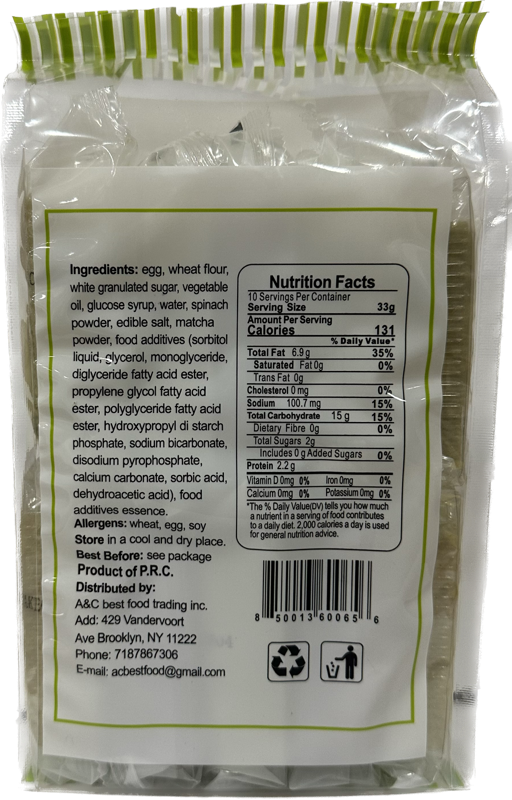 Ingredients: egg, wheat flour,
white granulated sugar, vegetable
oil, glucose syrup, water, spinach
powder, edible salt, matcha
powder, food additives (sorbitol
liquid, glycerol, monoglyceride,
diglyceride fatty acid ester,
propylene glycol fatty acid
ester, polyglyceride fatty acid
ester, hydroxypropyl di starch
phosphate, sodium bicarbonate,
disodium pyrophosphate,
calcium carbonate, sorbic acid,
dehydroacetic acid), food
additives essence.
Allergens: wheat, egg, soy
Store in a cool and dry place.
Best Before: see package
Product of P.R.C.
Distributed by:
A&C best food trading inc.
Add: 429 Vandervoort
Ave Brooklyn, NY 11222
Phone: 7187867306
E-mail: acbestfood@gmail.com
Nutrition Facts
10 Servings Per Container
Serving Size 33g
Amount Per Serving
Calories 131
% Daily Value*
Total Fat 6.9 g 35%
Saturated Fat 0g 0%
Trans Fat 0g
Cholesterol 0 mg 0%
Sodium 100.7 mg 15%
Total Carbohydrate 15 g 15%
Dietary Fibre 0g 0%
Total Sugars 2g
Includes 0 g Added Sugars 0%
Protein 2.2 g
Vitamin D 0mg 0% Iron 0mg 0%
Calcium 0mg 0% Potassium 0mg 0%
*The % Daily Value(DV) tells you how much
a nutrient in a serving of food contributes
to a daily diet. 2,000 calories a day is used
for general nutrition advice.
8 50013 60065 6